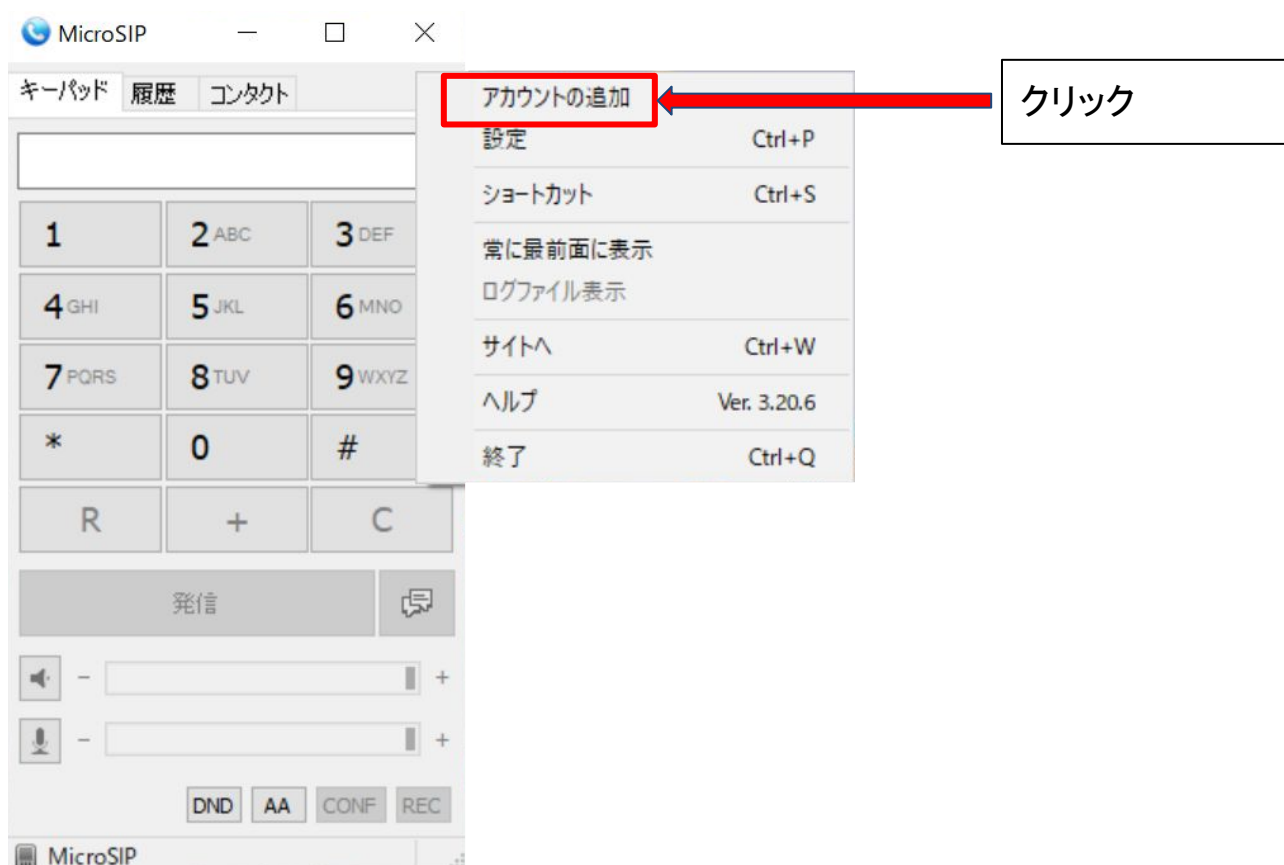 MicroSIP
キーパッド 履歴 コンタクト
アカウントの追加
クリック
設定 Ctrl+P
ショートカット Ctrl+S
常に最前面に表示
ログファイル表示
サイトへ Ctrl+W
ヘルプ Ver. 3.20.6
終了 Ctrl+Q
1 2 ABC 3 DEF
4 GHI 5 JKL 6 MNO
7 PQRS 8 TUV 9 WXYZ
* 0 #
R + C
発信
- +
- +
DND AA CONF REC
MicroSIP